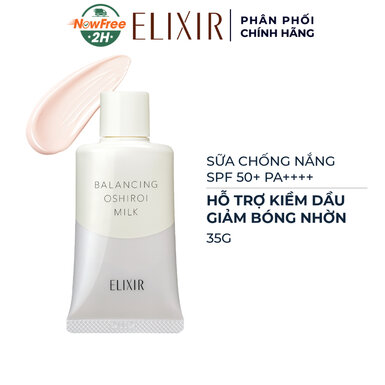 NowFree
2H
ELIXIR
PHÂN PHỐI
CHÍNH HÃNG
SỮA CHỐNG NẮNG
SPF 50+ PA++++
HỖ TRỢ KIỀM DẦU
GIẢM BÓNG NHỜN
35G
BALANCING
OSHIROI
MILK
ELIXIR